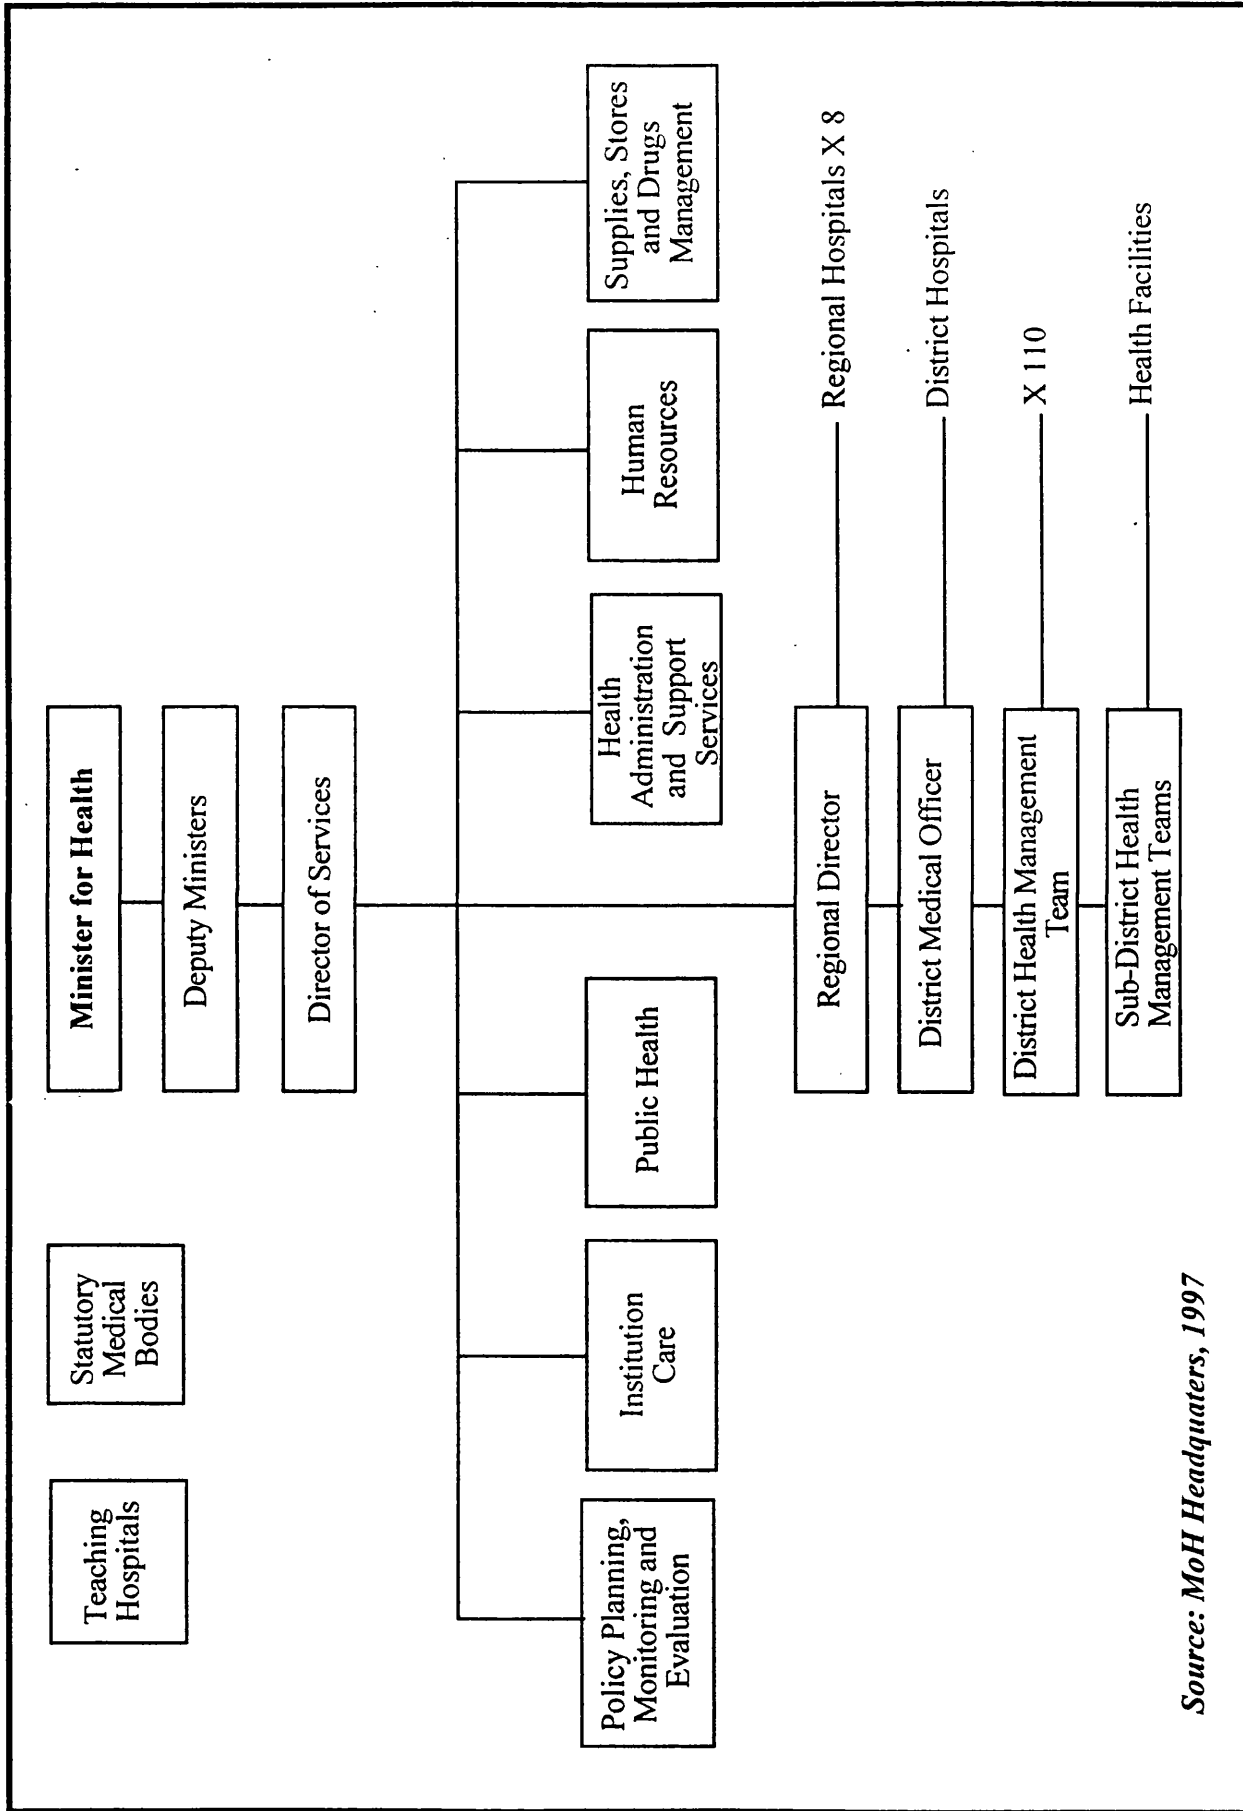 Teaching
Hospitals
Statutory
Medical
Bodies
Minister for Health
Deputy Ministers
Director of Services
Policy Planning,
Monitoring and
Evaluation
Institution
Care
Public Health
Health
Administration
and Support
Services
Human
Resources
Supplies, Stores
and Drugs
Management
Regional Director
Regional Hospitals X 8
District Medical Officer
District Hospitals
District Health Management
Team
X 110
Sub-District Health
Management Teams
Health Facilities
Source: MoH Headquaters, 1997